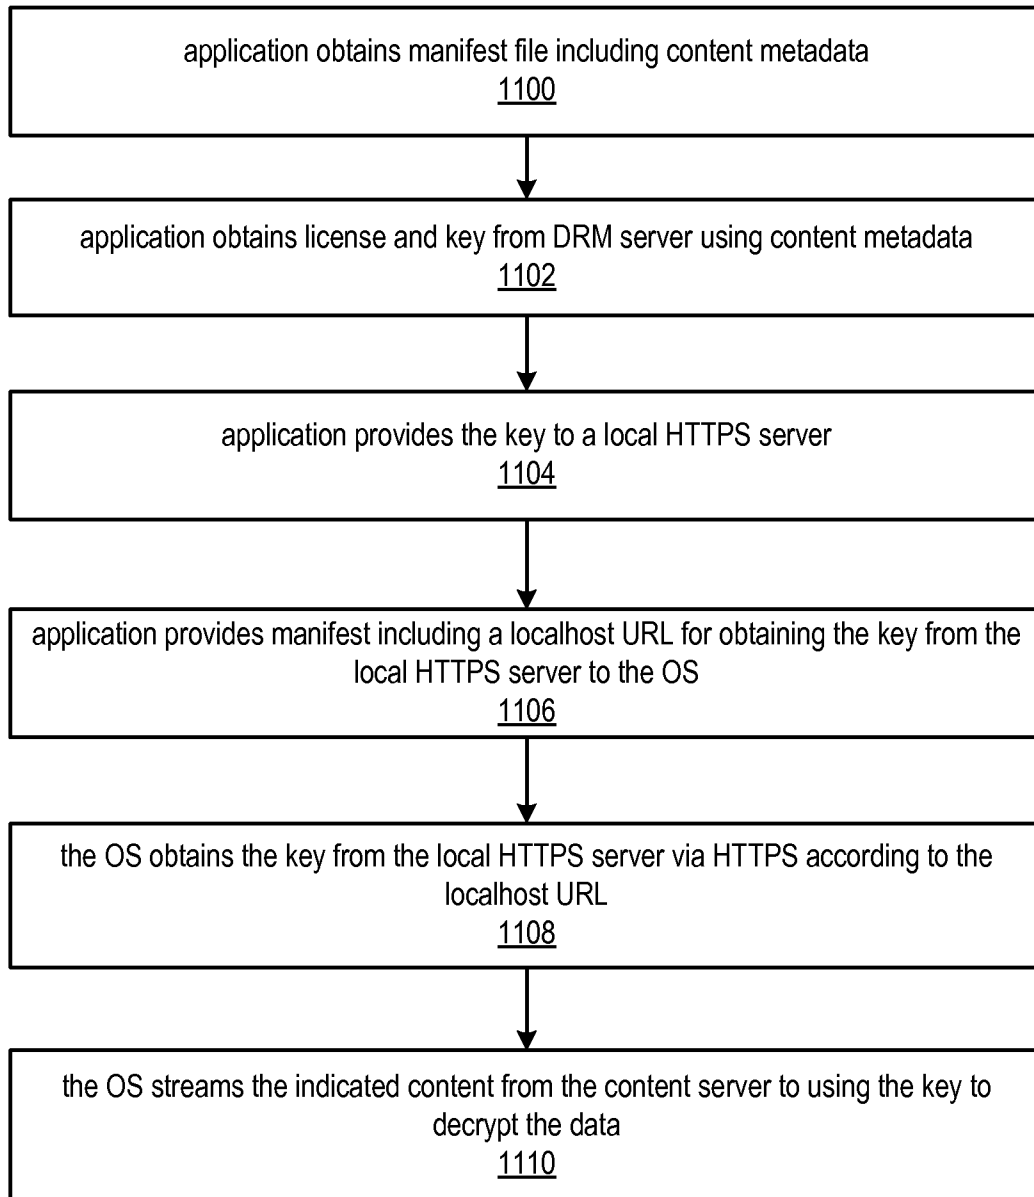 application obtains manifest file including content metadata
1100
application obtains license and key from DRM server using content metadata
1102
application provides the key to a local HTTPS server
1104
application provides manifest including a localhost URL for obtaining the key from the
local HTTPS server to the OS
1106
the OS obtains the key from the local HTTPS server via HTTPS according to the
localhost URL
1108
the OS streams the indicated content from the content server to using the key to
decrypt the data
1110